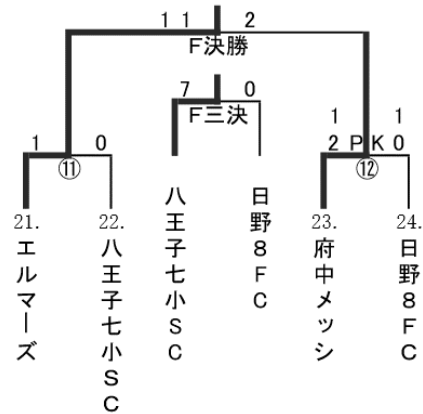 11 2
F決勝
7 0
F三決
1 1
1 0 2 PK 0
⑪ ⑫
21.
エルマーズ
22.
八王子七小SC
八王子七小SC
日野8FC
23.
府中メッシ
24.
日野8FC